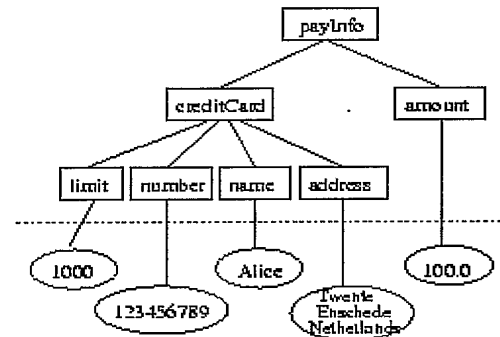 payInfo
creditCard
amount
limit
number
name
address
1000
Alice
100.0
123456789
Twente
Enschede
Netherlands